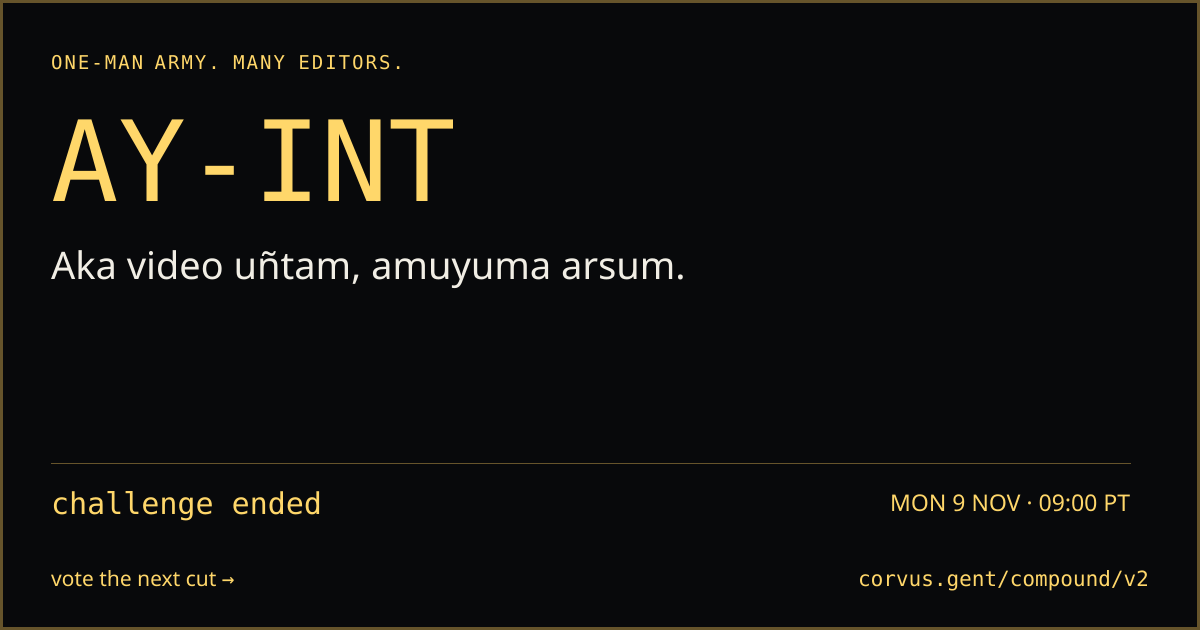 ONE-MAN ARMY. MANY EDITORS.
AY-INT
Aka video uñtam, amuyuma arsum.
challenge ended
MON 9 NOV · 09:00 PT
vote the next cut →
corvus.gent/compound/v2